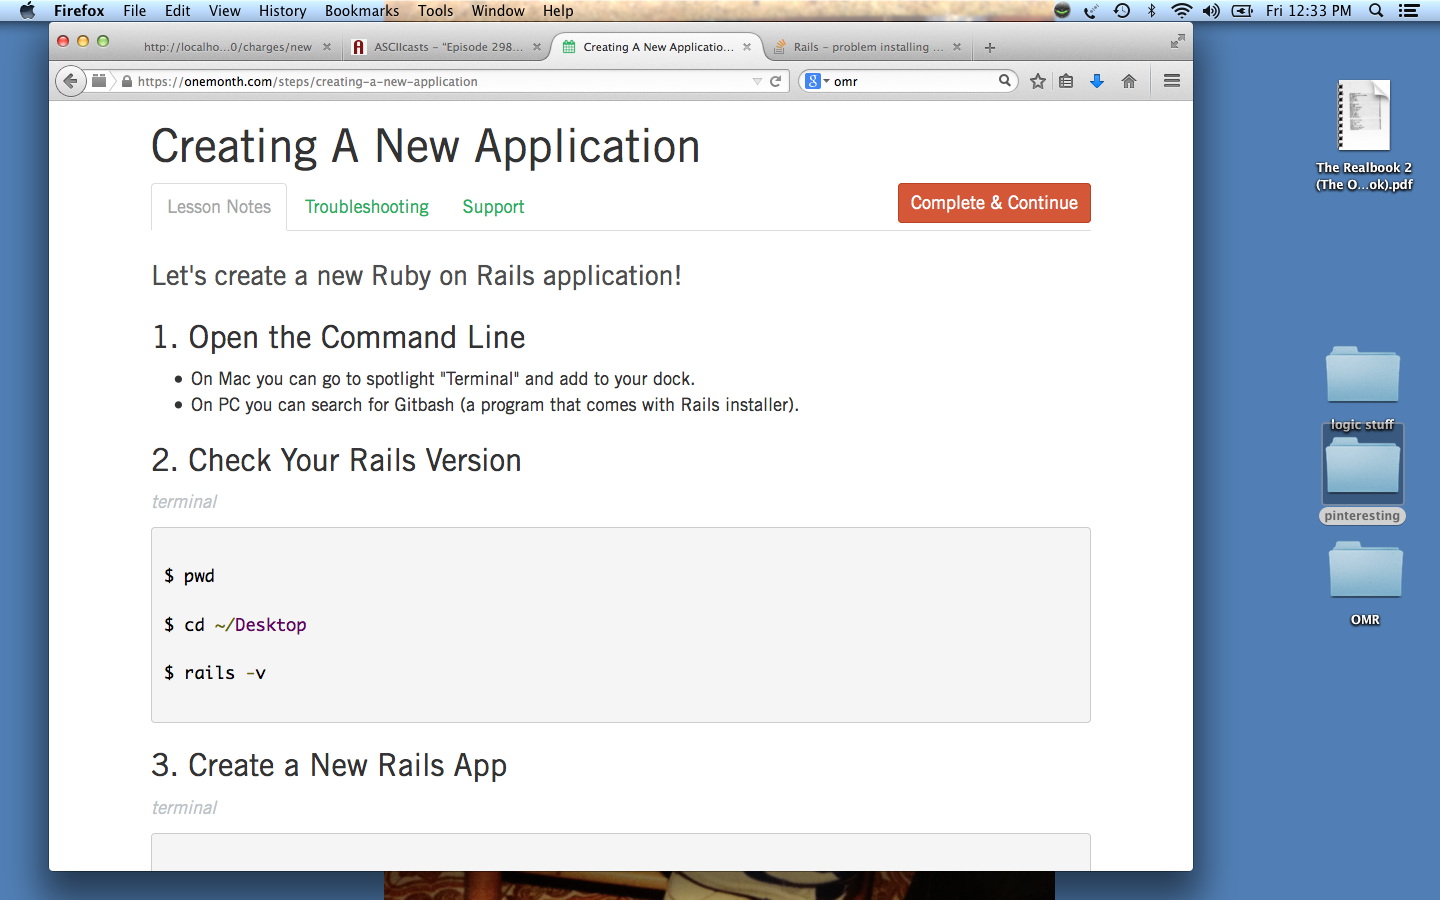 Firefox File Edit View History Bookmarks Tools Window Help Fri 12:33 PM
http://localho...0/charges/new
ASCIIcasts - "Episode 298...
Creating A New Applicatio...
Rails - problem installing ...
https://onemonth.com/steps/creating-a-new-application
omr
Creating A New Application
Lesson Notes Troubleshooting Support Complete & Continue
Let's create a new Ruby on Rails application!
1. Open the Command Line
• On Mac you can go to spotlight "Terminal" and add to your dock.
• On PC you can search for Gitbash (a program that comes with Rails installer).
2. Check Your Rails Version
terminal
$ pwd
$ cd ~/Desktop
$ rails -v
3. Create a New Rails App
terminal
The Realbook 2
(The O...ok).pdf
logic stuff
pinteresting
OMR